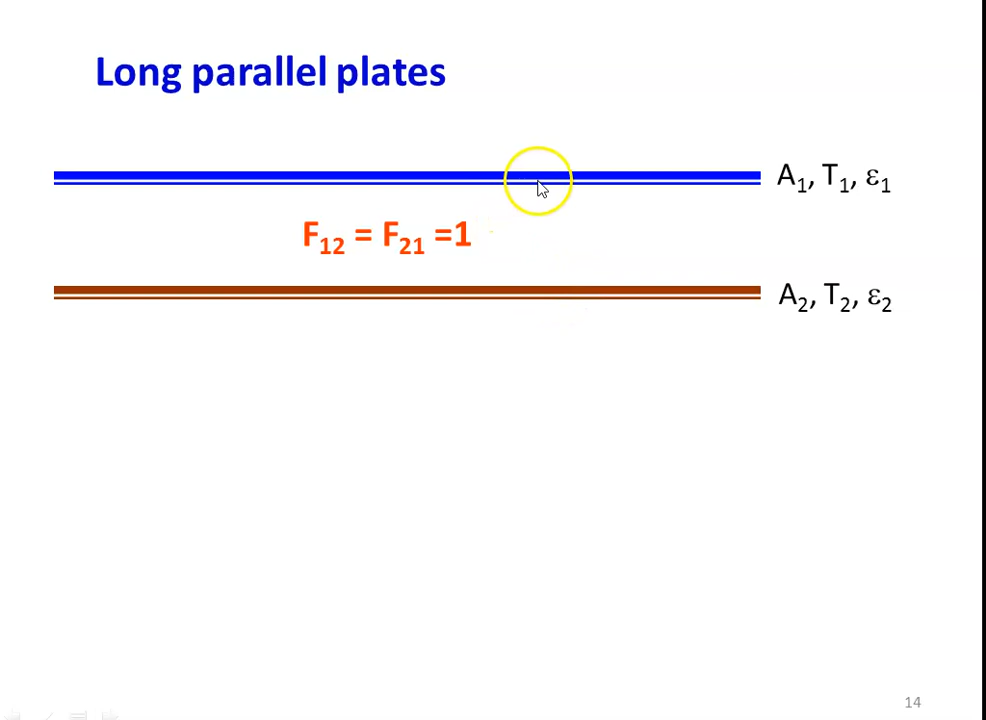 Long parallel plates
A₁, T₁, ε₁
F₁₂ = F₂₁ =1
A₂, T₂, ε₂
14